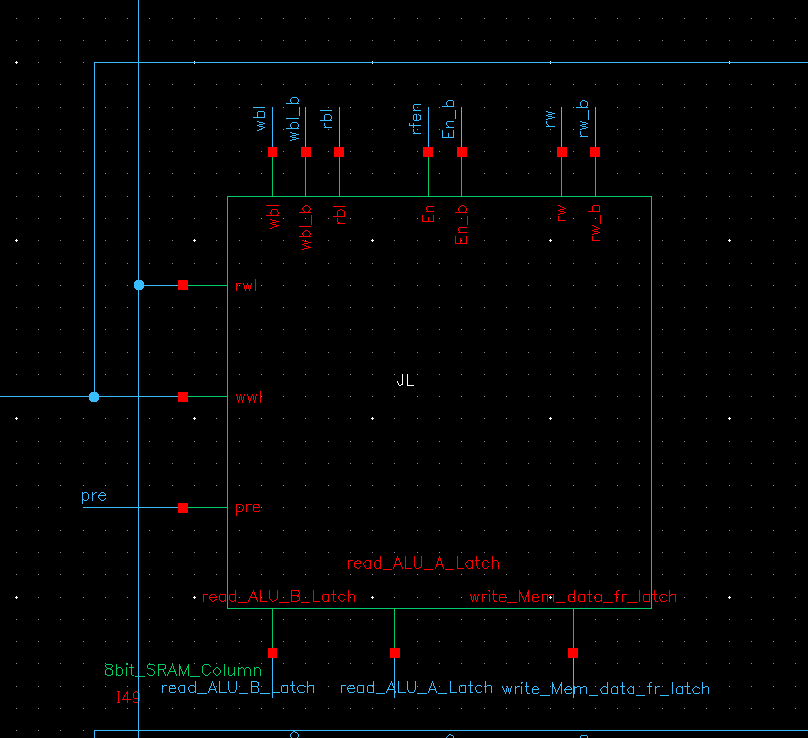 wbl wbl_b rbl rfen En_b rw rw_b
wbl wbl_b rbl En En_b rw rw_b
rwl
JL
wwl
pre pre
read_ALU_A_Latch
read_ALU_B_Latch write_Mem_data_fr_latch
8bit_SRAM_Column
I49
read_ALU_B_Latch read_ALU_A_Latch write_Mem_data_fr_latch